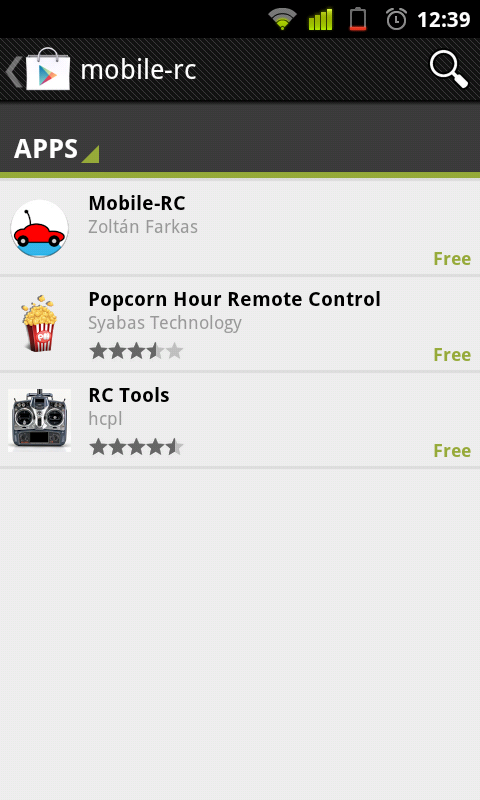 12:39
mobile-rc
APPS
Mobile-RC
Zoltán Farkas
Free
Popcorn Hour Remote Control
Syabas Technology
Free
RC Tools
hcpl
Free